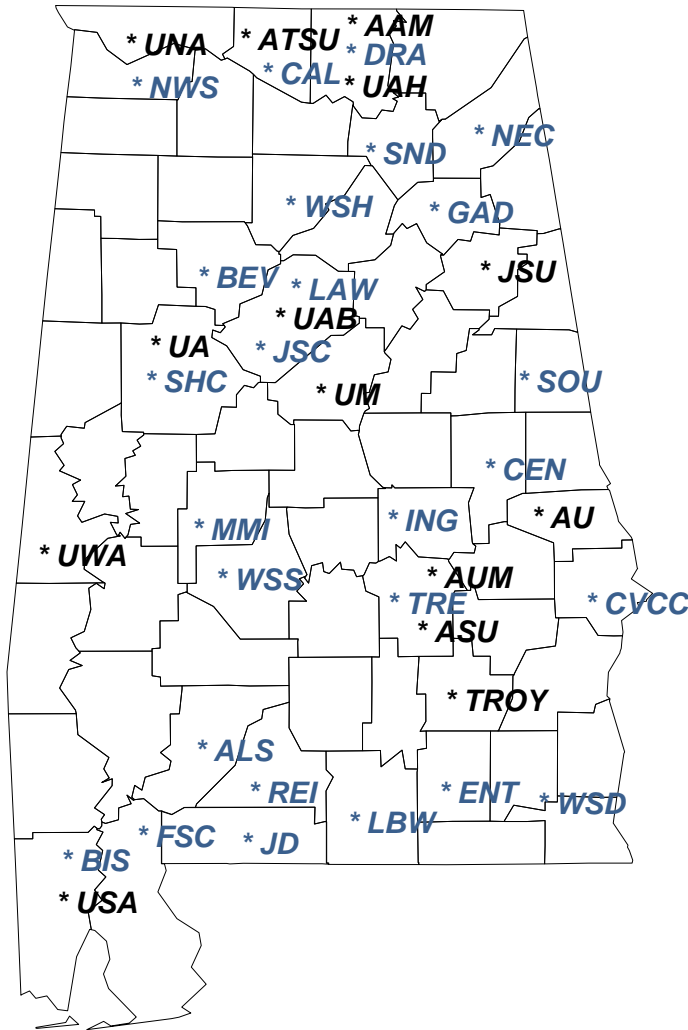 * AAM
* UNA
* ATSU
* DRA
* CAL
* NWS
* UAH
* NEC
* SND
* WSH
* GAD
* JSU
* BEV
* LAW
* UAB
* UA
* JSC
* SHC
* SOU
* UM
* CEN
* ING
* AU
* MMI
* UWA
* AUM
* WSS
* TRE
* CVCC
* ASU
* TROY
* ALS
* REI
* ENT
* WSD
* LBW
* FSC
* JD
* BIS
* USA